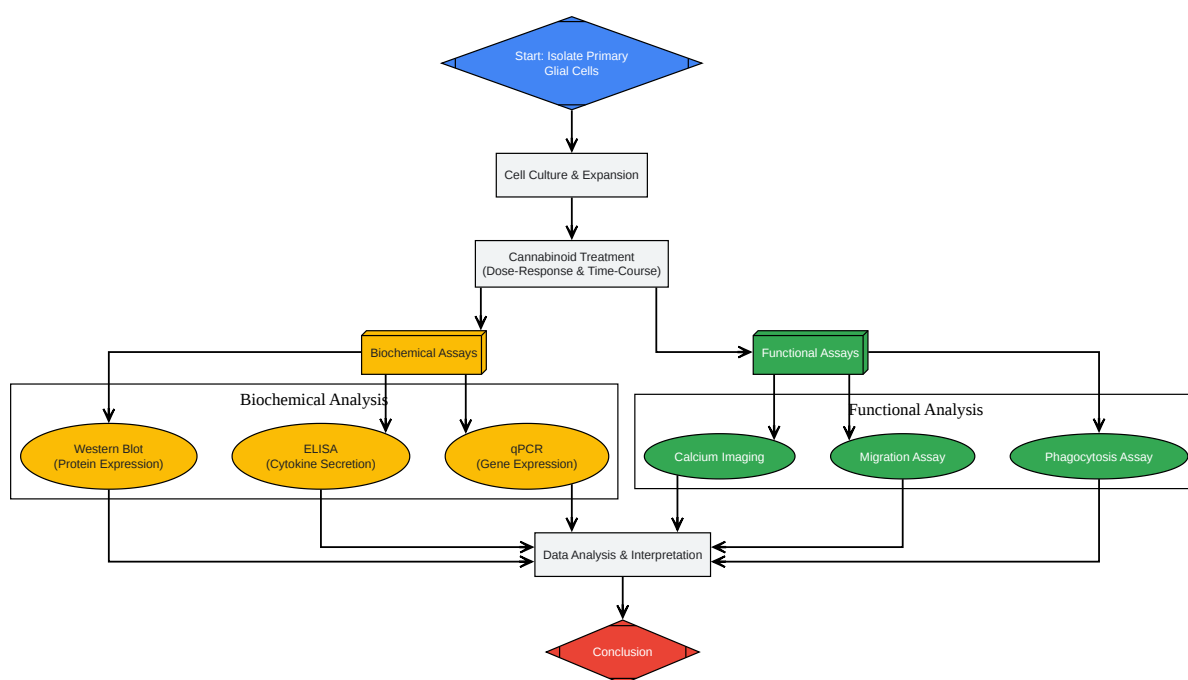 Start: Isolate Primary
Glial Cells
Cell Culture & Expansion
Cannabinoid Treatment
(Dose-Response & Time-Course)
Biochemical Assays
Functional Assays
Biochemical Analysis
Functional Analysis
Western Blot
(Protein Expression)
ELISA
(Cytokine Secretion)
qPCR
(Gene Expression)
Calcium Imaging
Migration Assay
Phagocytosis Assay
Data Analysis & Interpretation
Conclusion